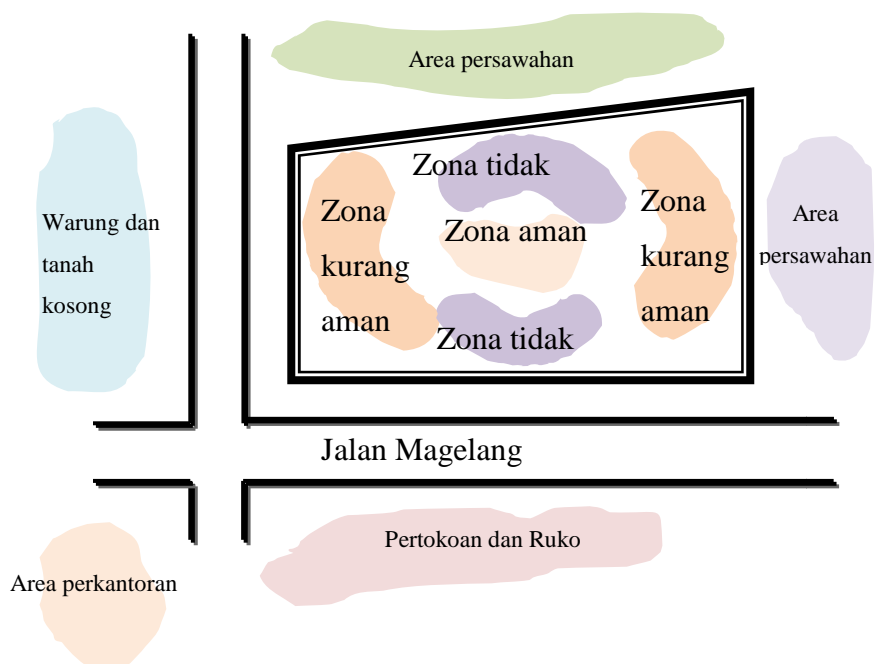 Area persawahan
Zona tidak
Zona
kurang
aman
Zona aman
Zona
kurang
aman
Zona tidak
Warung dan
tanah
kosong
Area
persawahan
Jalan Magelang
Pertokoan dan Ruko
Area perkantoran